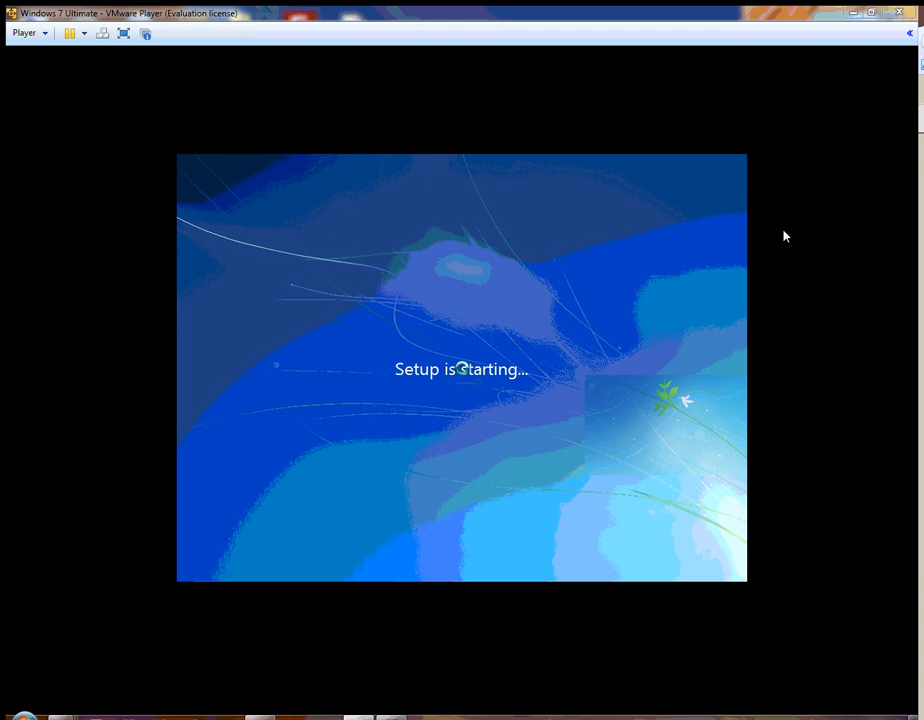 Windows 7 Ultimate - VMware Player (Evaluation license)
Player
Setup is starting...